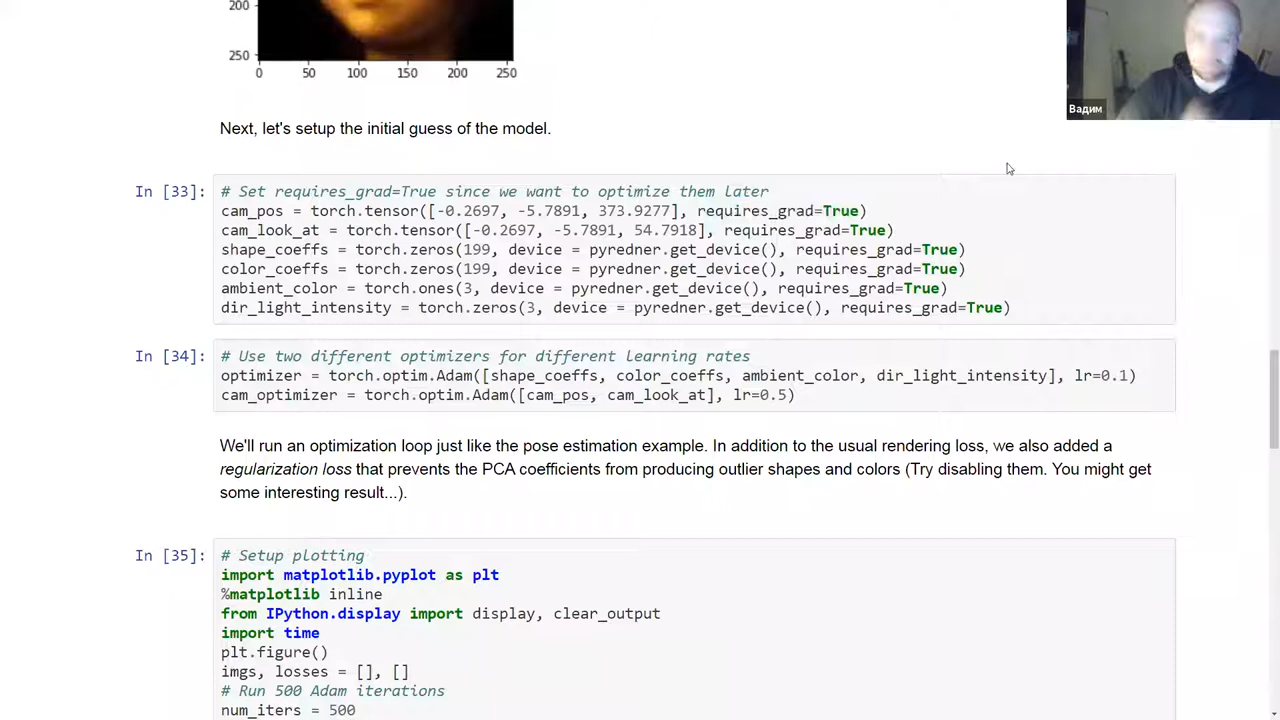 200
250
0 50 100 150 200 250
Вадим
Next, let's setup the initial guess of the model.
In [33]: # Set requires_grad=True since we want to optimize them later
cam_pos = torch.tensor([-0.2697, -5.7891, 373.9277], requires_grad=True)
cam_look_at = torch.tensor([-0.2697, -5.7891, 54.7918], requires_grad=True)
shape_coeffs = torch.zeros(199, device = pyredner.get_device(), requires_grad=True)
color_coeffs = torch.zeros(199, device = pyredner.get_device(), requires_grad=True)
ambient_color = torch.ones(3, device = pyredner.get_device(), requires_grad=True)
dir_light_intensity = torch.zeros(3, device = pyredner.get_device(), requires_grad=True)
In [34]: # Use two different optimizers for different learning rates
optimizer = torch.optim.Adam([shape_coeffs, color_coeffs, ambient_color, dir_light_intensity], lr=0.1)
cam_optimizer = torch.optim.Adam([cam_pos, cam_look_at], lr=0.5)
We'll run an optimization loop just like the pose estimation example. In addition to the usual rendering loss, we also added a
regularization loss that prevents the PCA coefficients from producing outlier shapes and colors (Try disabling them. You might get
some interesting result...).
In [35]: # Setup plotting
import matplotlib.pyplot as plt
%matplotlib inline
from IPython.display import display, clear_output
import time
plt.figure()
imgs, losses = [], []
# Run 500 Adam iterations
num_iters = 500